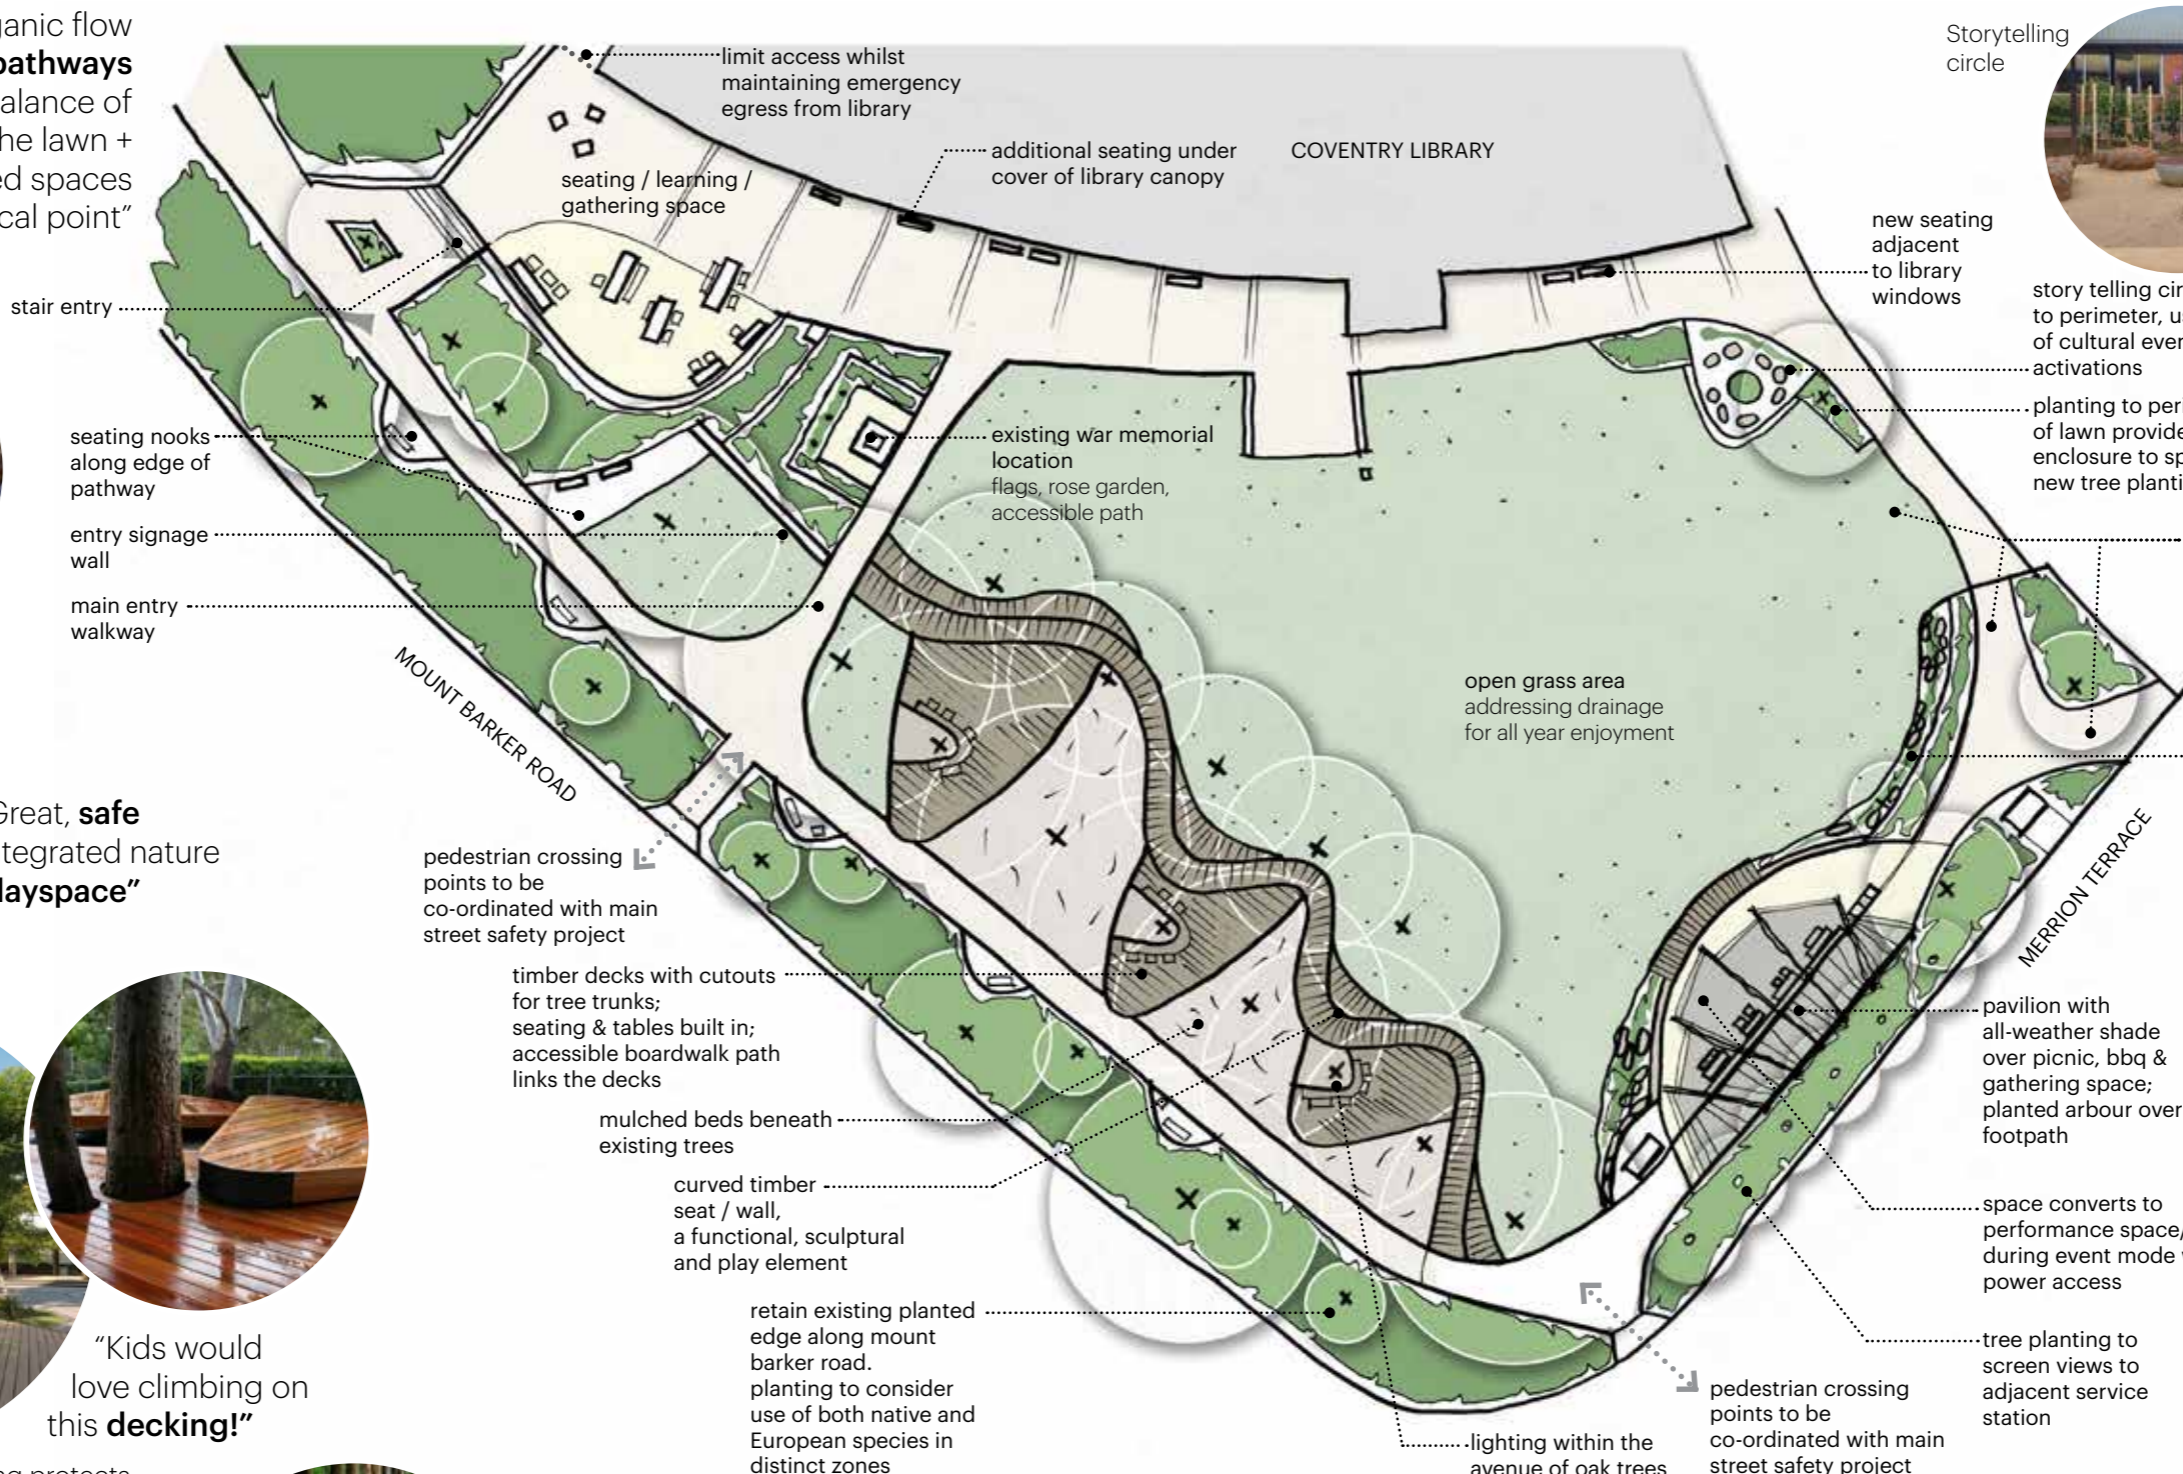 ganic flow
pathways
alance of
he lawn +
ed spaces
cal point”
stair entry
seating nooks
along edge of
pathway
entry signage
wall
main entry
walkway
Great, safe
ntegrated nature
layspace”
“Kids would
love climbing on
this decking!”
ng protects
limit access whilst
maintaining emergency
egress from library
additional seating under
cover of library canopy
COVENTRY LIBRARY
seating / learning /
gathering space
existing war memorial
location
flags, rose garden,
accessible path
MOUNT BARKER ROAD
open grass area
addressing drainage
for all year enjoyment
pedestrian crossing
points to be
co-ordinated with main
street safety project
timber decks with cutouts
for tree trunks;
seating & tables built in;
accessible boardwalk path
links the decks
mulched beds beneath
existing trees
curved timber
seat / wall,
a functional, sculptural
and play element
retain existing planted
edge along mount
barker road.
planting to consider
use of both native and
European species in
distinct zones
lighting within the
avenue of oak trees
pedestrian crossing
points to be
co-ordinated with main
street safety project
Storytelling
circle
new seating
adjacent
to library
windows
story telling cir
to perimeter, u
of cultural even
activations
planting to peri
of lawn provide
enclosure to sp
new tree planti
MERRION TERRACE
pavilion with
all-weather shade
over picnic, bbq &
gathering space;
planted arbour over
footpath
space converts to
performance space,
during event mode
power access
tree planting to
screen views to
adjacent service
station